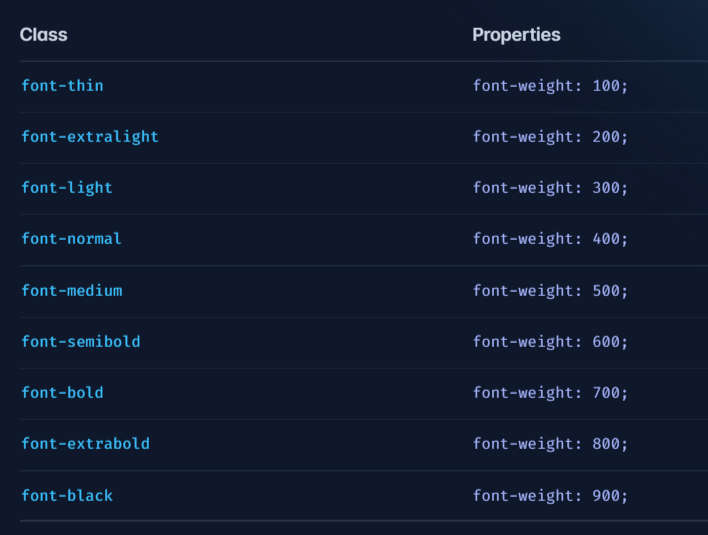 Class Properties
font-thin font-weight: 100;
font-extralight font-weight: 200;
font-light font-weight: 300;
font-normal font-weight: 400;
font-medium font-weight: 500;
font-semibold font-weight: 600;
font-bold font-weight: 700;
font-extrabold font-weight: 800;
font-black font-weight: 900;